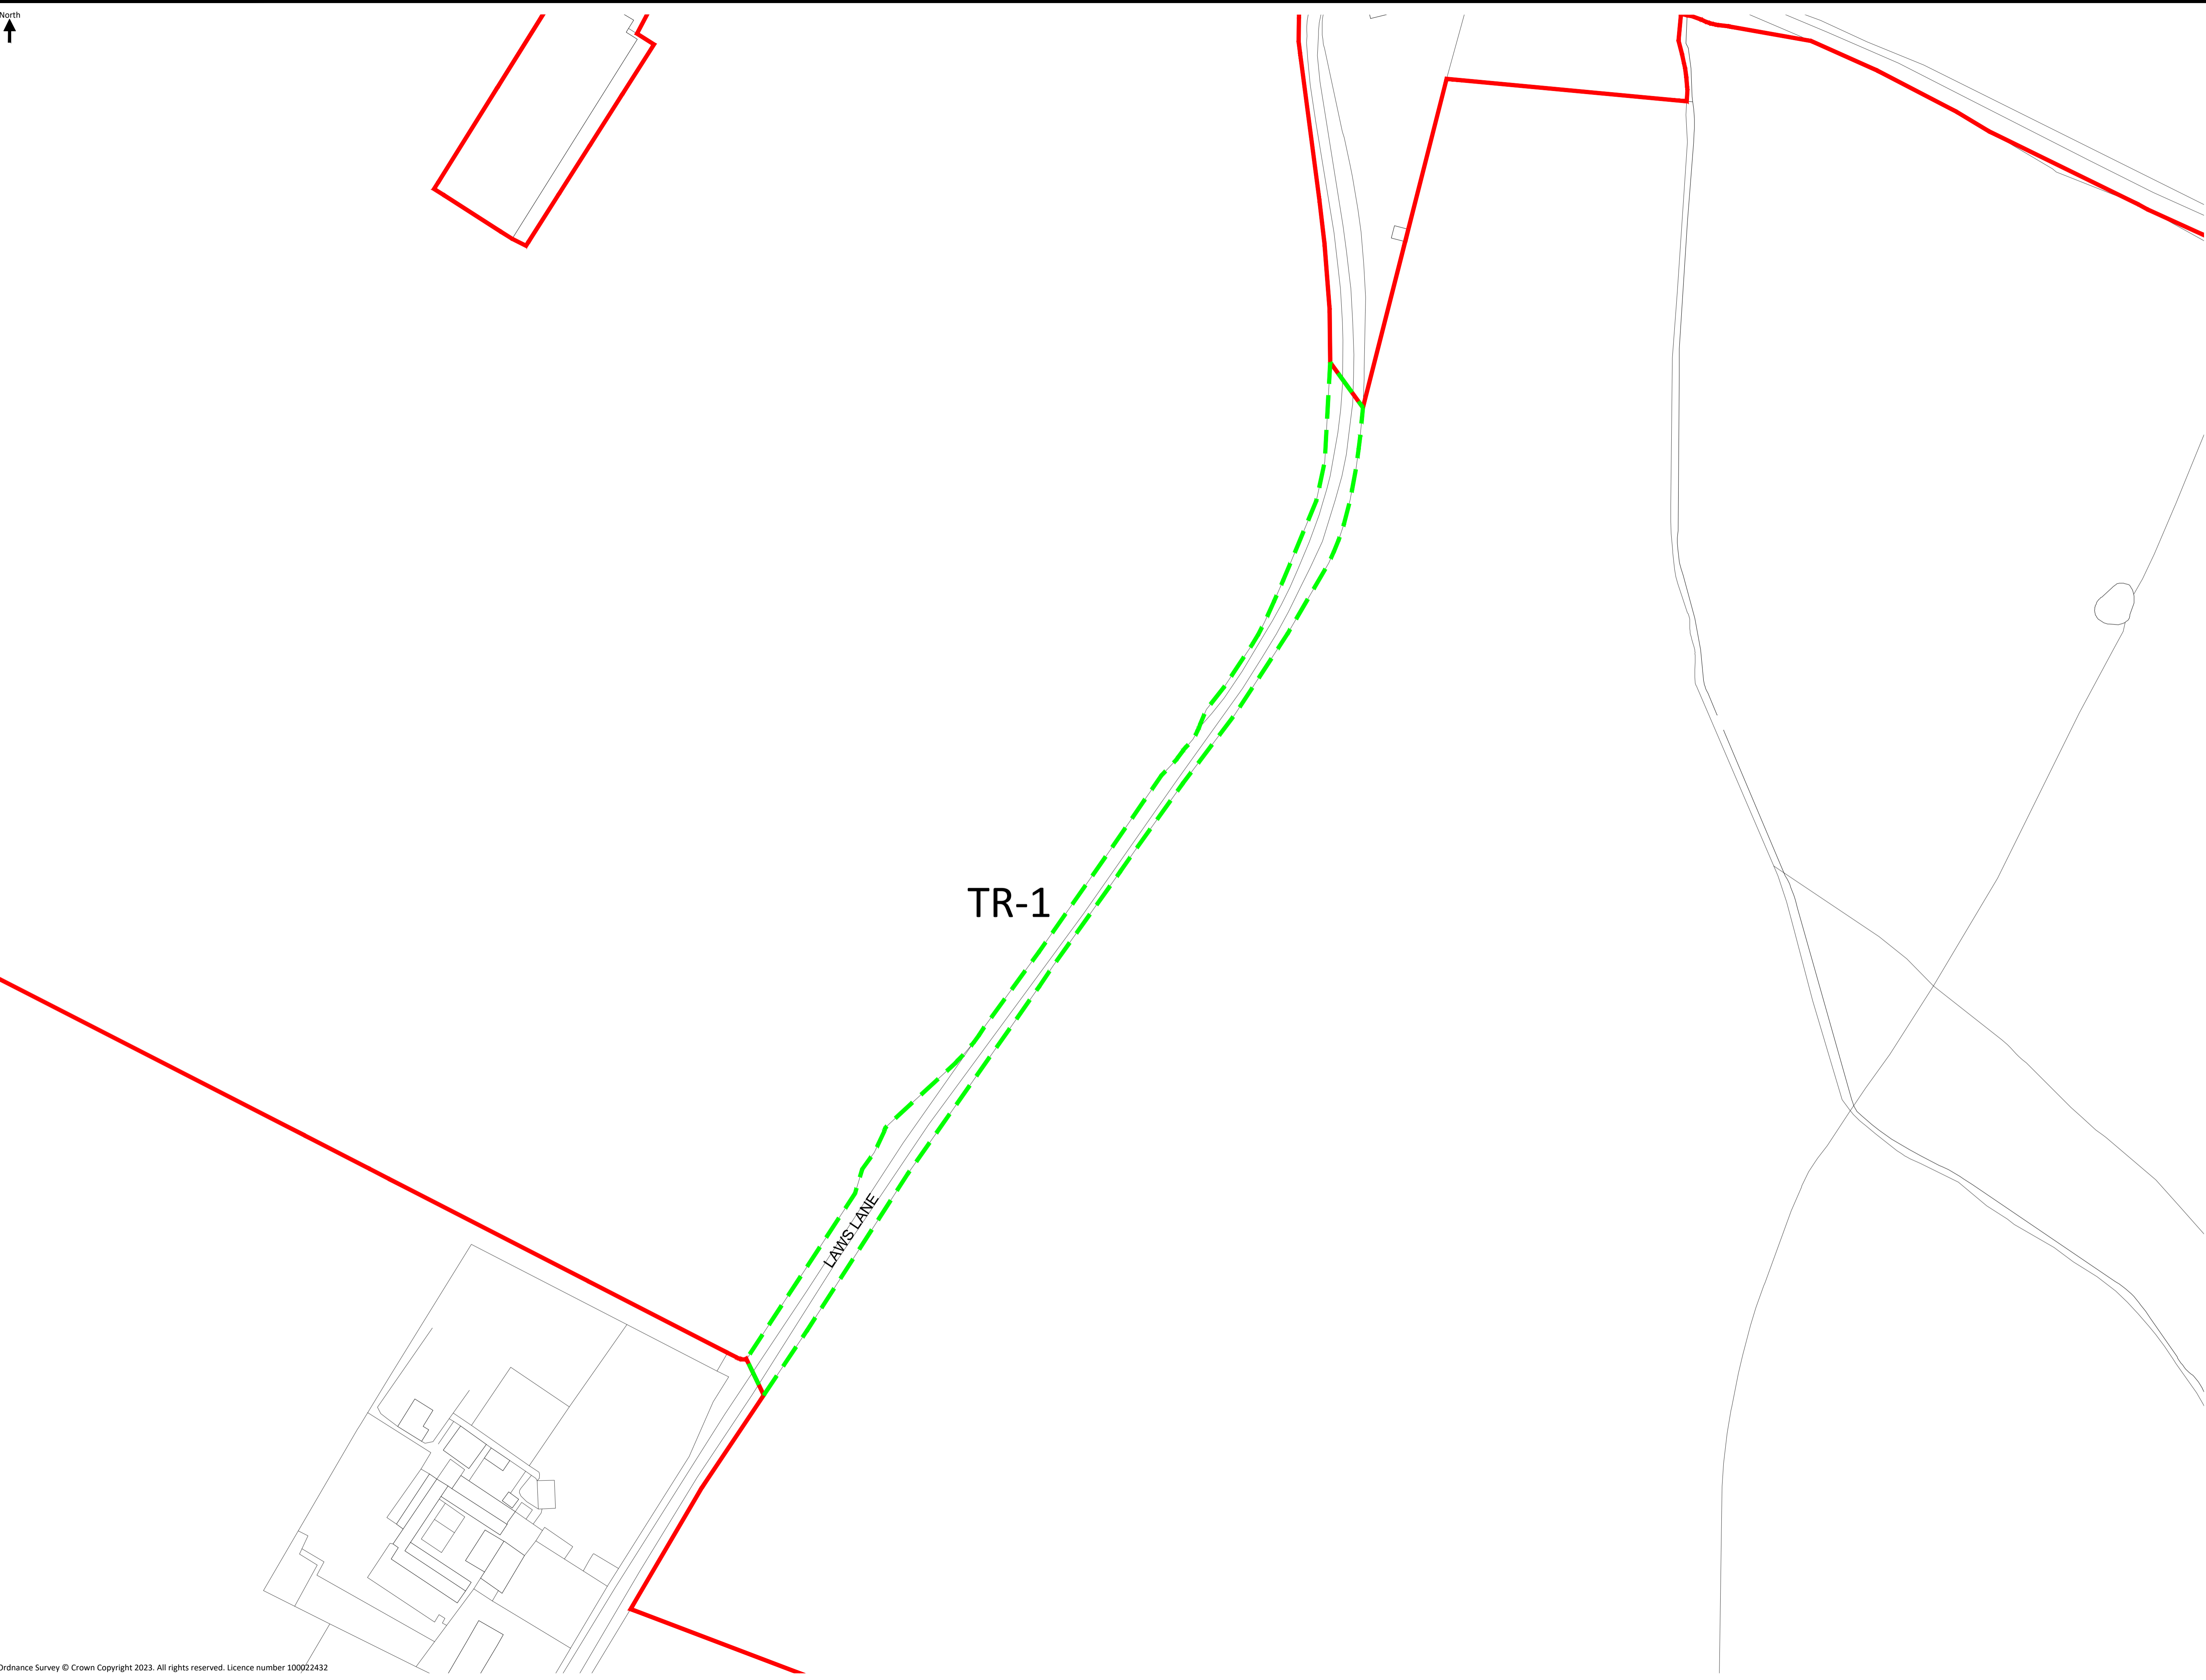 North
TR-1
LAWS LANE
Ordnance Survey © Crown Copyright 2023. All rights reserved. Licence number 100022432